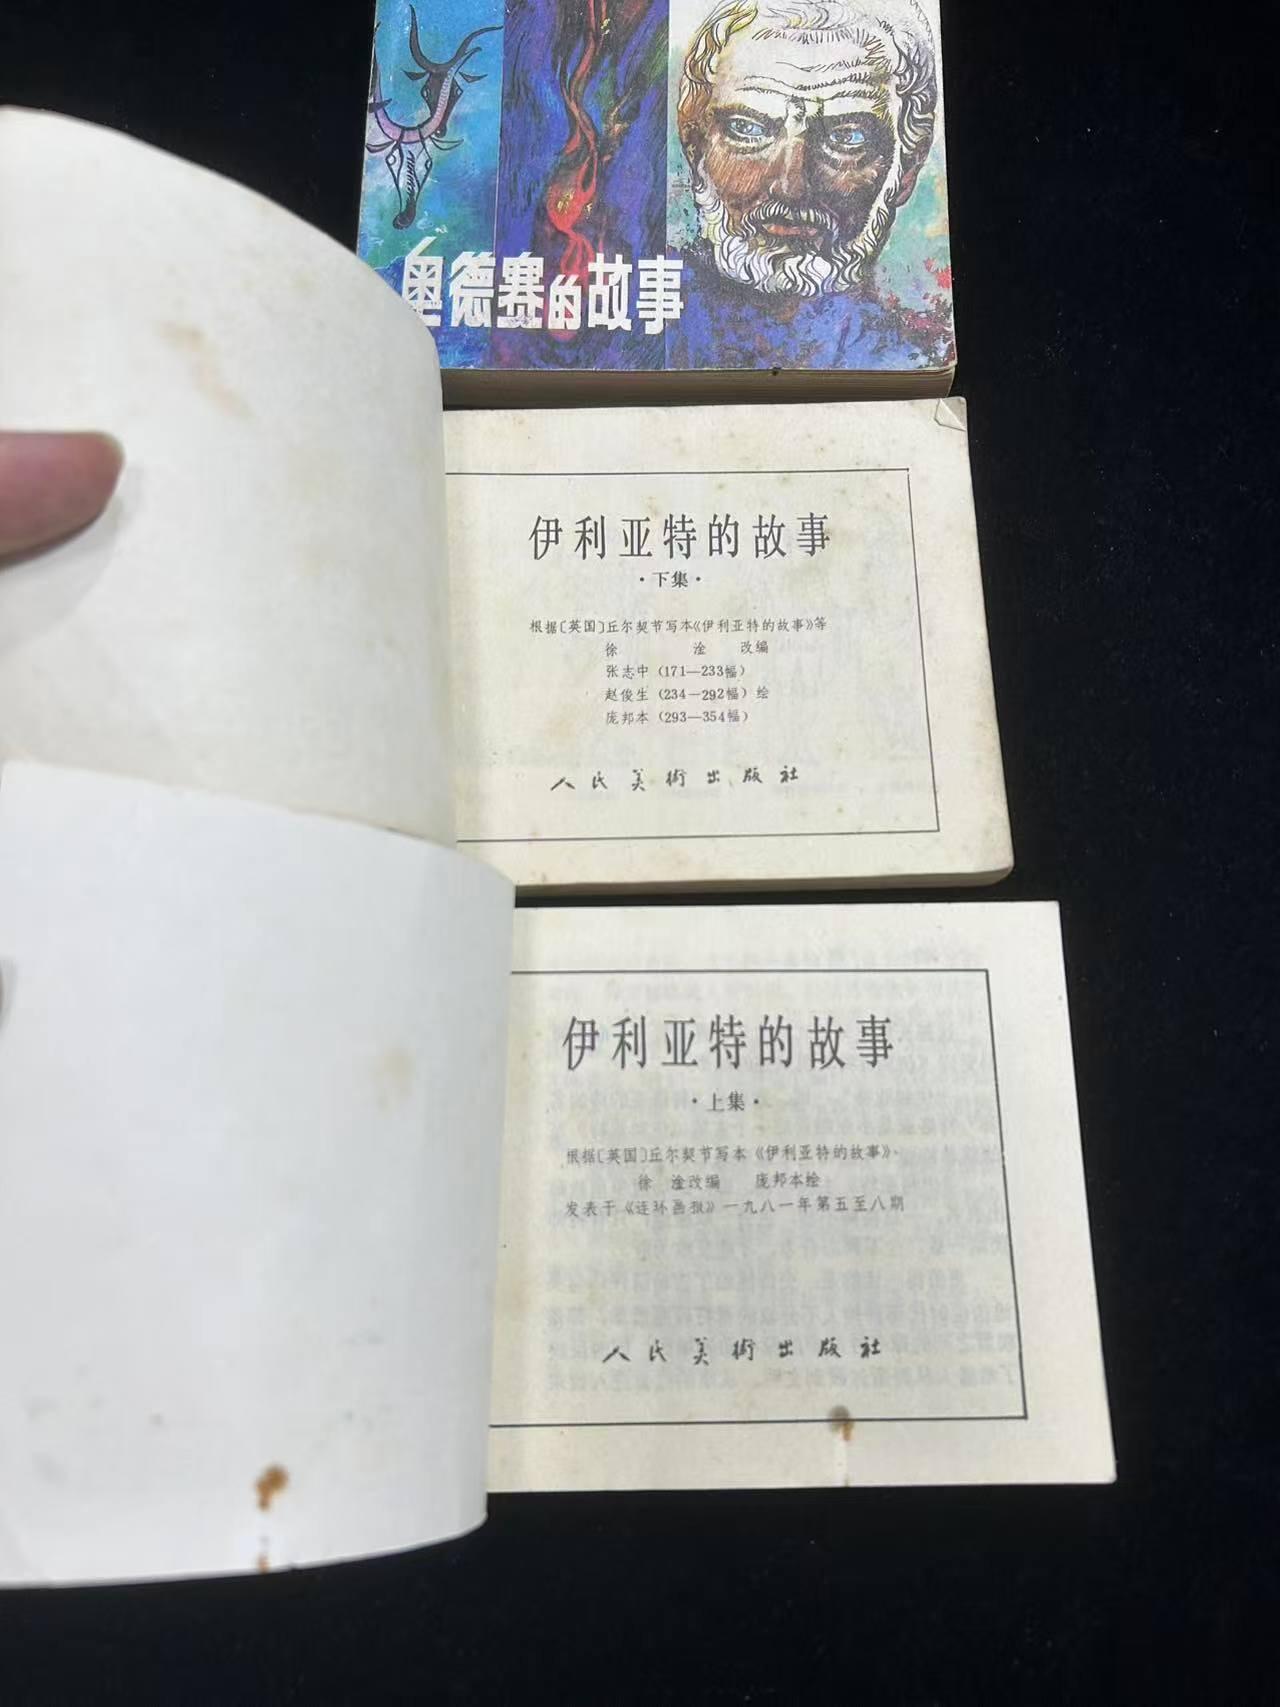 奥德赛的故事
伊利亚特的故事
·下集·
根据〔英国〕丘尔契节写本《伊利亚特的故事》等
徐 淦 改编
张志中(171—233幅)
赵俊生(234—292幅)绘
庞邦本(293—354幅)
人民美術出版社
伊利亚特的故事
·上集·
根据〔英国〕丘尔契节写本《伊利亚特的故事》·
徐 淦改编 庞邦本绘
发表于《连环画报》一九八一年第五至八期
人民美術出版社